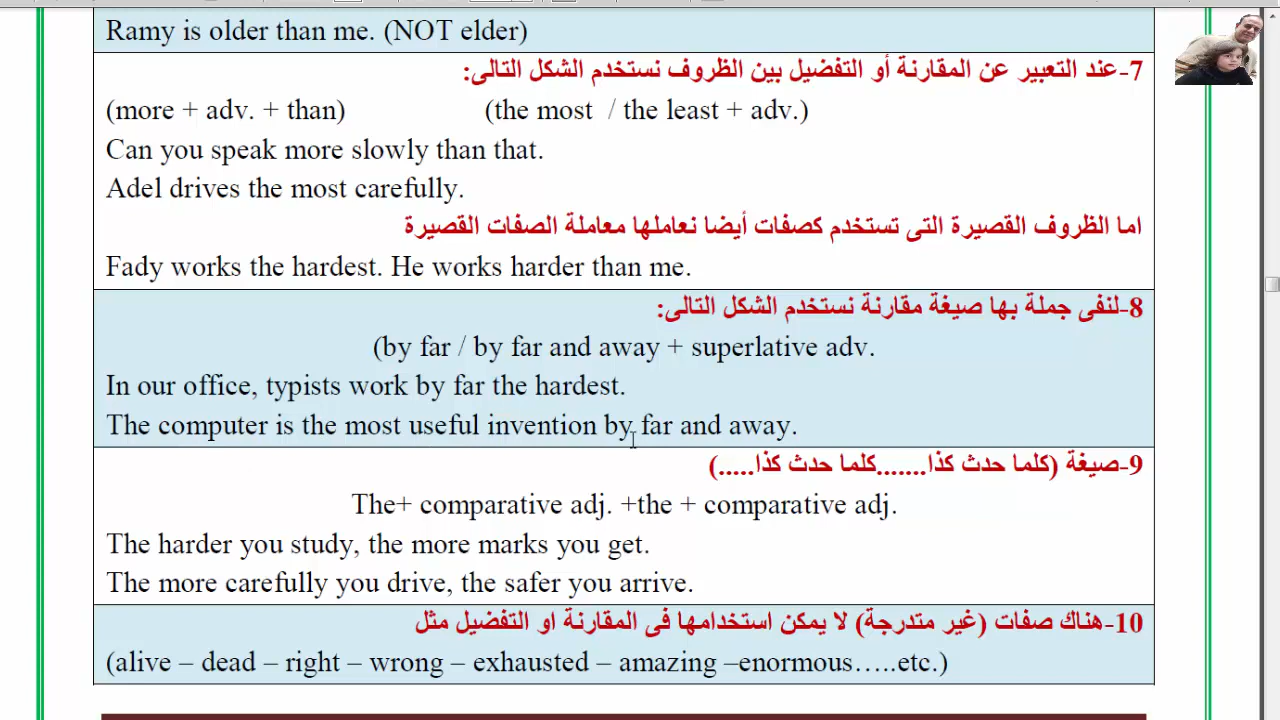 Ramy is older than me. (NOT elder)
7-عند التعبير عن المقارنة أو التفضيل بين الظروف نستخدم الشكل التالى:
(more + adv. + than) (the most / the least + adv.)
Can you speak more slowly than that.
Adel drives the most carefully.
اما الظروف القصيرة التى تستخدم كصفات أيضا نعاملها معاملة الصفات القصيرة
Fady works the hardest. He works harder than me.
8-لنفى جملة بها صيغة مقارنة نستخدم الشكل التالى:
(by far / by far and away + superlative adv.
In our office, typists work by far the hardest.
The computer is the most useful invention by far and away.
9-صيغة (كلما حدث كذا.......كلما حدث كذا.....)
The+ comparative adj. +the + comparative adj.
The harder you study, the more marks you get.
The more carefully you drive, the safer you arrive.
10-هناك صفات (غير متدرجة) لا يمكن استخدامها فى المقارنة او التفضيل مثل
(alive – dead – right – wrong – exhausted – amazing –enormous…..etc.)